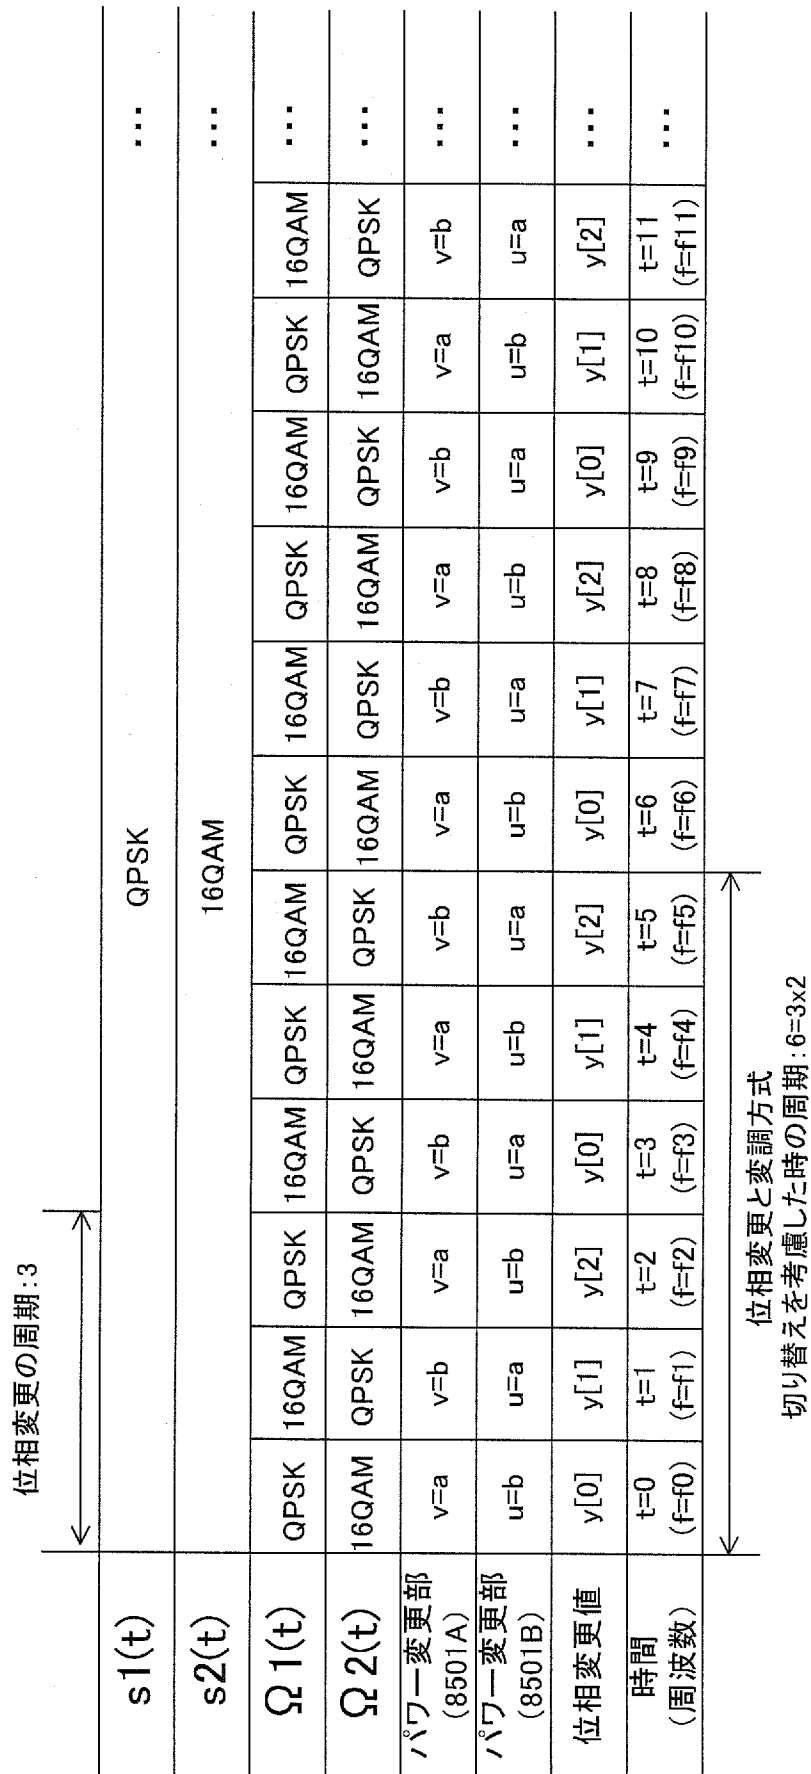 位相変更の周期:3
s1(t) QPSK ...
s2(t) 16QAM ...
Ω1(t) QPSK 16QAM QPSK 16QAM QPSK 16QAM QPSK 16QAM QPSK 16QAM QPSK 16QAM ...
Ω2(t) 16QAM QPSK 16QAM QPSK 16QAM QPSK 16QAM QPSK 16QAM QPSK 16QAM QPSK ...
パワー変更部 v=a v=b v=a v=b v=a v=b v=a v=b v=a v=b v=a v=b ...
(8501A)
パワー変更部 u=b u=a u=b u=a u=b u=a u=b u=a u=b u=a u=b u=a ...
(8501B)
位相変更値 y[0] y[1] y[2] y[0] y[1] y[2] y[0] y[1] y[2] y[0] y[1] y[2] ...
時間 t=0 t=1 t=2 t=3 t=4 t=5 t=6 t=7 t=8 t=9 t=10 t=11 ...
(周波数) (f=f0) (f=f1) (f=f2) (f=f3) (f=f4) (f=f5) (f=f6) (f=f7) (f=f8) (f=f9) (f=f10) (f=f11)
位相変更と変調方式
切り替えを考慮した時の周期:6=3x2